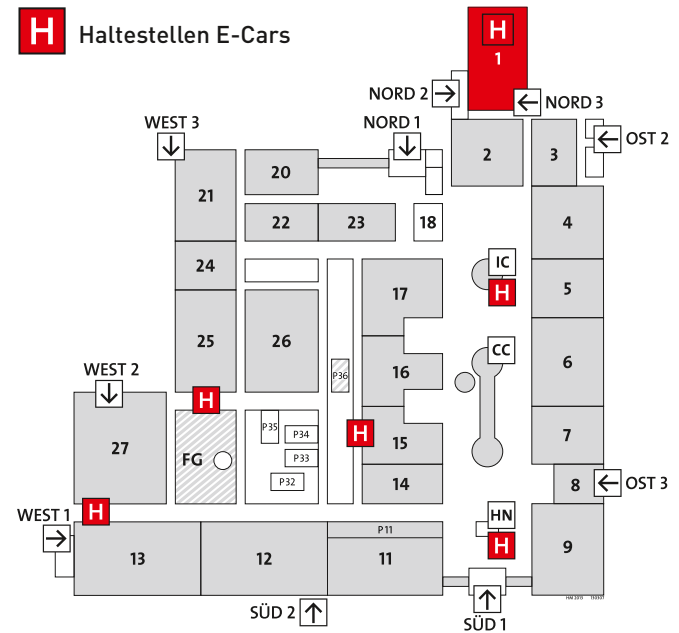 H Haltestellen E-Cars
H
1
NORD 2
NORD 3
WEST 3
NORD 1
OST 2
20
2
3
21
22
23
18
4
24
IC
H
5
17
25
26
CC
6
P36
16
WEST 2
H
P35
P34
H
15
7
27
FG
P33
P32
14
8
OST 3
H
WEST 1
HN
H
P11
13
12
11
9
HAJ 2013 130307
SÜD 2
SÜD 1